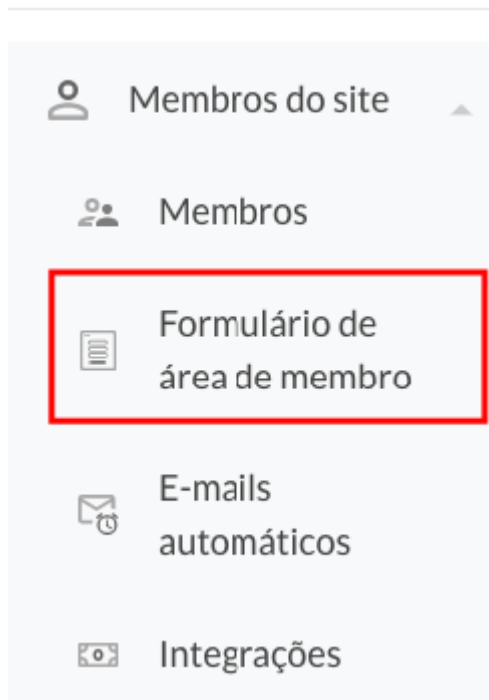 Membros do site
Membros
Formulário de
área de membro
E-mails
automáticos
Integrações